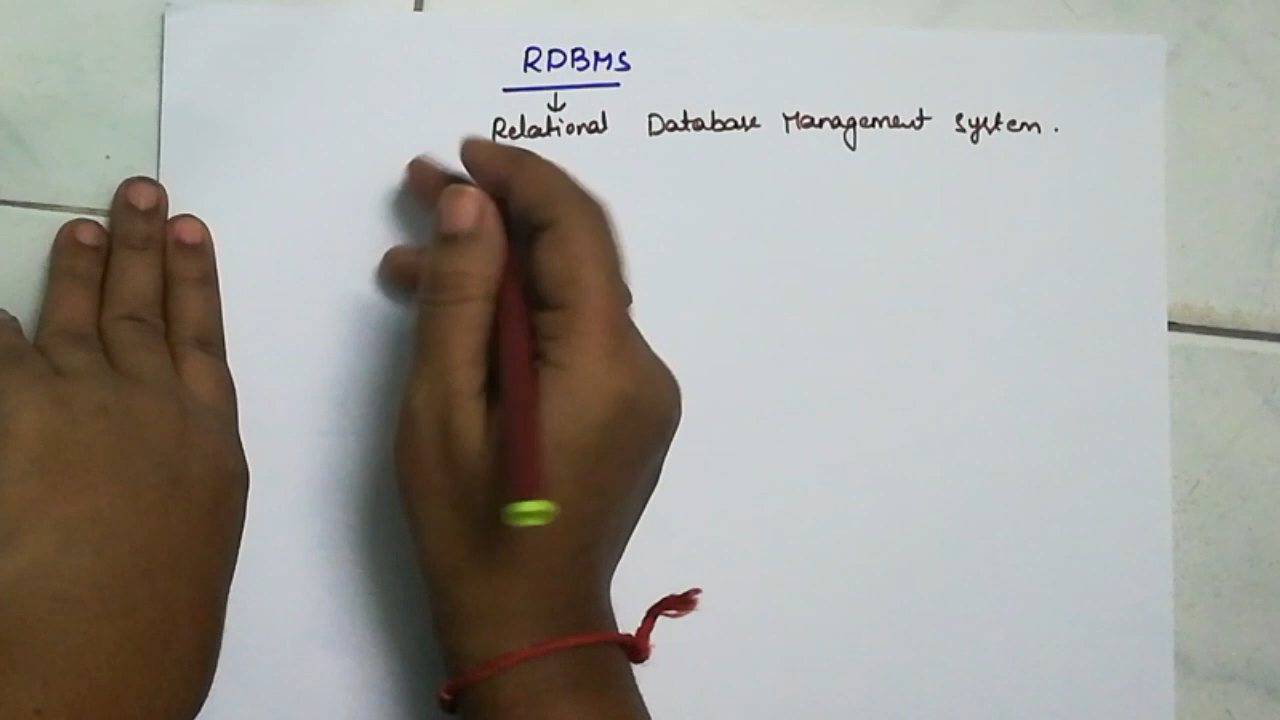 RDBMS
↓
Relational Database Management System.